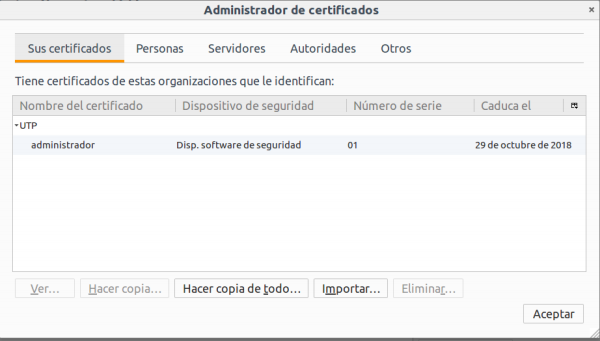 Administrador de certificados
Sus certificados Personas Servidores Autoridades Otros
Tiene certificados de estas organizaciones que le identifican:
Nombre del certificado Dispositivo de seguridad Número de serie Caduca el
UTP
administrador Disp. software de seguridad 01 29 de octubre de 2018
Ver... Hacer copia... Hacer copia de todo... Importar... Eliminar...
Aceptar